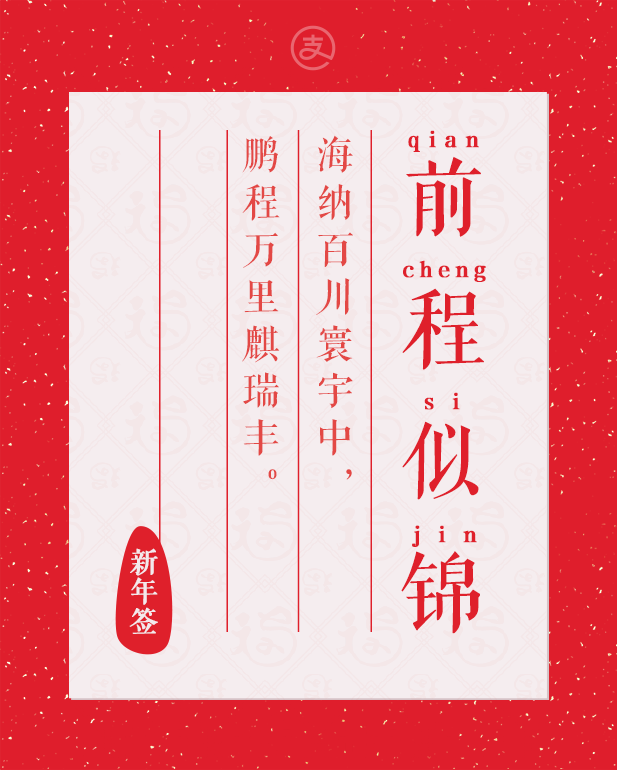 支
qian
前
cheng
程
si
似
jin
锦
海纳百川寰宇中，
鹏程万里麒瑞丰。
新年签